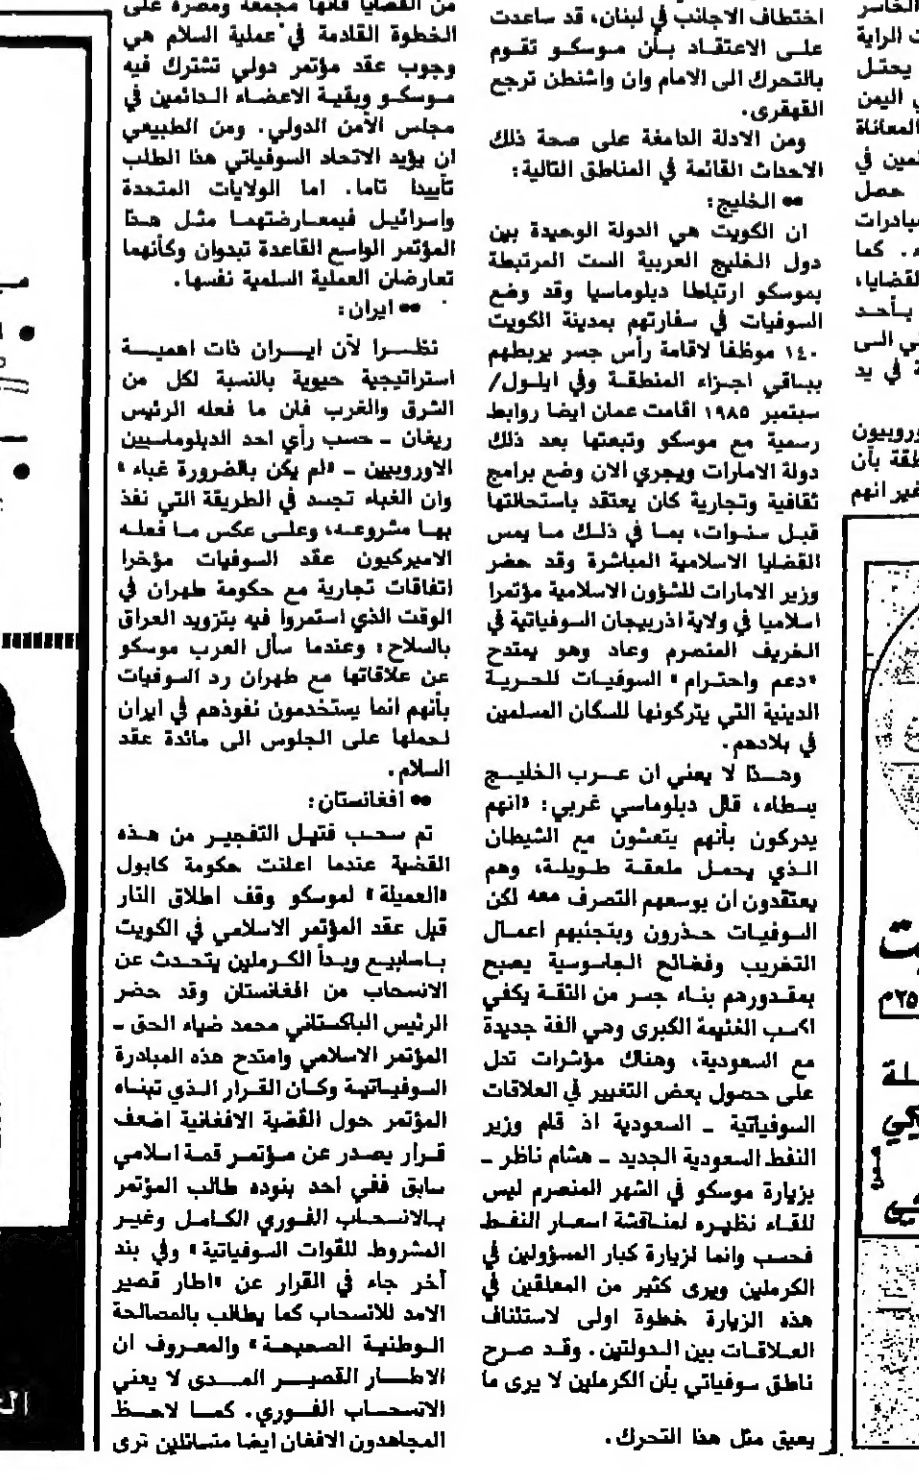 اختطاف الاجانب في لبنان، قد ساعدت
على الاعتقاد بأن موسكو تقوم
بالتحرك الى الامام وان واشنطن ترجع
القهقرى.
ومن الادلة الدامغة على صحة ذلك
الاحداث القائمة في المناطق التالية:
●● الخليج:
ان الكويت هي الدولة الوحيدة بين
دول الخليج العربية الست المرتبطة
بموسكو ارتباطا دبلوماسيا وقد وضع
السوفيات في سفارتهم بمدينة الكويت
١٤٠ موظفا لاقامة رأس جسر يربطهم
بباقي اجزاء المنطقة وفي ايلول/
سبتمبر ١٩٨٥ اقامت عمان ايضا روابط
رسمية مع موسكو وتبعتها بعد ذلك
دولة الامارات ويجري الان وضع برامج
ثقافية وتجارية كان يعتقد باستحالتها
قبل سنوات، بما في ذلك ما يمس
القضايا الاسلامية المباشرة وقد حضر
وزير الامارات للشؤون الاسلامية مؤتمرا
اسلاميا في ولاية اذربيجان السوفياتية في
الخريف المنصرم وعاد وهو يمتدح
«دعم واحترام» السوفيات للحرية
الدينية التي يتركونها للسكان المسلمين
في بلادهم.
وهذا لا يعني ان عرب الخليج
بسطاء، قال دبلوماسي غربي: «انهم
يدركون بأنهم يتعشون مع الشيطان
الذي يحمل ملعقة طويلة، وهم
يعتقدون ان بوسعهم التصرف معه لكن
السوفيات حذرون وبتجنبهم اعمال
التخريب وفضائح الجاسوسية يصبح
بمقدورهم بناء جسر من الثقة يكفي
لكسب الغنيمة الكبرى وهي الفة جديدة
مع السعودية، وهناك مؤشرات تدل
على حصول بعض التغيير في العلاقات
السوفياتية ـ السعودية اذ قام وزير
النفط السعودية الجديد ـ هشام ناظر ـ
بزيارة موسكو في الشهر المنصرم ليس
للقاء نظيره لمناقشة اسعار النفط
فحسب وانما لزيارة كبار المسؤولين في
الكرملين ويرى كثير من المعلقين في
هذه الزيارة خطوة اولى لاستئناف
العلاقات بين الدولتين. وقد صرح
ناطق سوفياتي بأن الكرملين لا يرى ما
يعيق مثل هذا التحرك.
من القضايا فانها مجمعة ومصرة على
الخطوة القادمة في عملية السلام هي
وجوب عقد مؤتمر دولي تشترك فيه
موسكو وبقية الاعضاء الدائمين في
مجلس الأمن الدولي. ومن الطبيعي
ان يؤيد الاتحاد السوفياتي هذا الطلب
تأييدا تاما. اما الولايات المتحدة
واسرائيل فبمعارضتهما مثل هذا
المؤتمر الواسع القاعدة تبدوان وكأنهما
تعارضان العملية السلمية نفسها.
●● ايران:
نظرا لأن ايران ذات اهمية
استراتيجية حيوية بالنسبة لكل من
الشرق والغرب فان ما فعله الرئيس
ريغان ـ حسب رأي احد الدبلوماسيين
الاوروبيين ـ «لم يكن بالضرورة غباء»
وان الغباء تجسد في الطريقة التي نفذ
بها مشروعه، وعلى عكس ما فعله
الاميركيون عقد السوفيات مؤخرا
اتفاقات تجارية مع حكومة طهران في
الوقت الذي استمروا فيه بتزويد العراق
بالسلاح؛ وعندما سأل العرب موسكو
عن علاقاتها مع طهران رد السوفيات
بأنهم انما يستخدمون نفوذهم في ايران
لحملها على الجلوس الى مائدة عقد
السلام.
●● افغانستان:
تم سحب فتيل التفجير من هذه
القضية عندما اعلنت حكومة كابول
«العميلة» لموسكو وقف اطلاق النار
قبل عقد المؤتمر الاسلامي في الكويت
باسابيع وبدأ الكرملين يتحدث عن
الانسحاب من افغانستان وقد حضر
الرئيس الباكستاني محمد ضياء الحق ـ
المؤتمر الاسلامي وامتدح هذه المبادرة
السوفياتية وكان القرار الذي تبناه
المؤتمر حول القضية الافغانية اضعف
قرار يصدر عن مؤتمر قمة اسلامي
سابق ففي احد بنوده طالب المؤتمر
بالانسحاب الفوري الكامل وغير
المشروط للقوات السوفياتية» وفي بند
آخر جاء في القرار عن «اطار قصير
الامد للانسحاب كما يطالب بالمصالحة
الوطنية الصحيحة» والمعروف ان
الاطار القصير المدى لا يعني
الانسحاب الفوري. كما لاحظ
المجاهدون الافغان ايضا متسائلين ترى